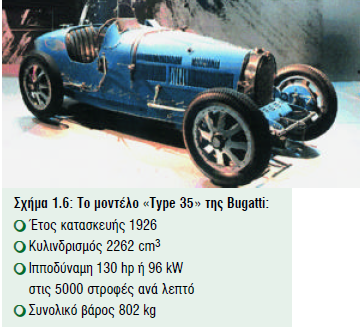 Σχήμα 1.6: Το μοντέλο «Type 35» της Bugatti:
Έτος κατασκευής 1926
Κυλινδρισμός 2262 cm³
Ιπποδύναμη 130 hp ή 96 kW
στις 5000 στροφές ανά λεπτό
Συνολικό βάρος 802 kg